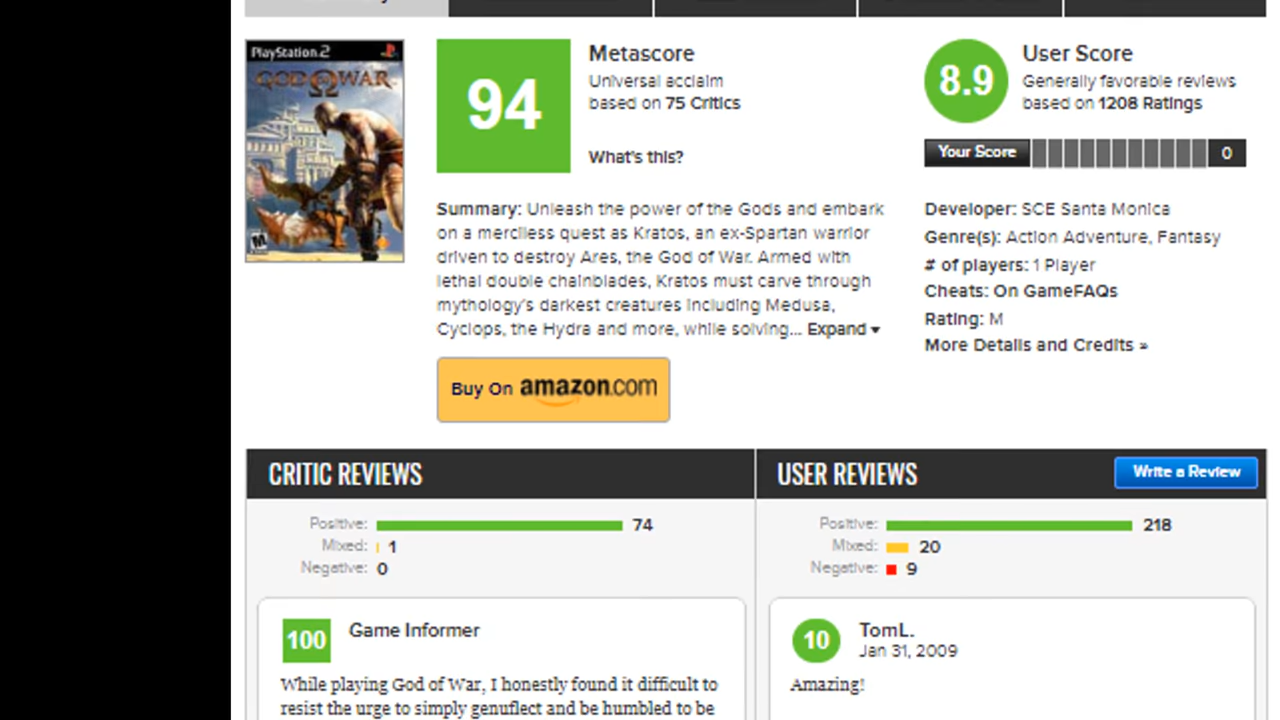 PlayStation 2
GOD OF WAR
M
94
Metascore
Universal acclaim
based on 75 Critics
What's this?
8.9
User Score
Generally favorable reviews
based on 1208 Ratings
Your Score
0
Summary: Unleash the power of the Gods and embark
on a merciless quest as Kratos, an ex-Spartan warrior
driven to destroy Ares, the God of War. Armed with
lethal double chainblades, Kratos must carve through
mythology's darkest creatures including Medusa,
Cyclops, the Hydra and more, while solving... Expand
Buy On amazon.com
Developer: SCE Santa Monica
Genre(s): Action Adventure, Fantasy
# of players: 1 Player
Cheats: On GameFAQs
Rating: M
More Details and Credits »
CRITIC REVIEWS
Positive: 74
Mixed: 1
Negative: 0
100
Game Informer
While playing God of War, I honestly found it difficult to
resist the urge to simply genuflect and be humbled to be
USER REVIEWS
Write a Review
Positive: 218
Mixed: 20
Negative: 9
10
TomL.
Jan 31, 2009
Amazing!